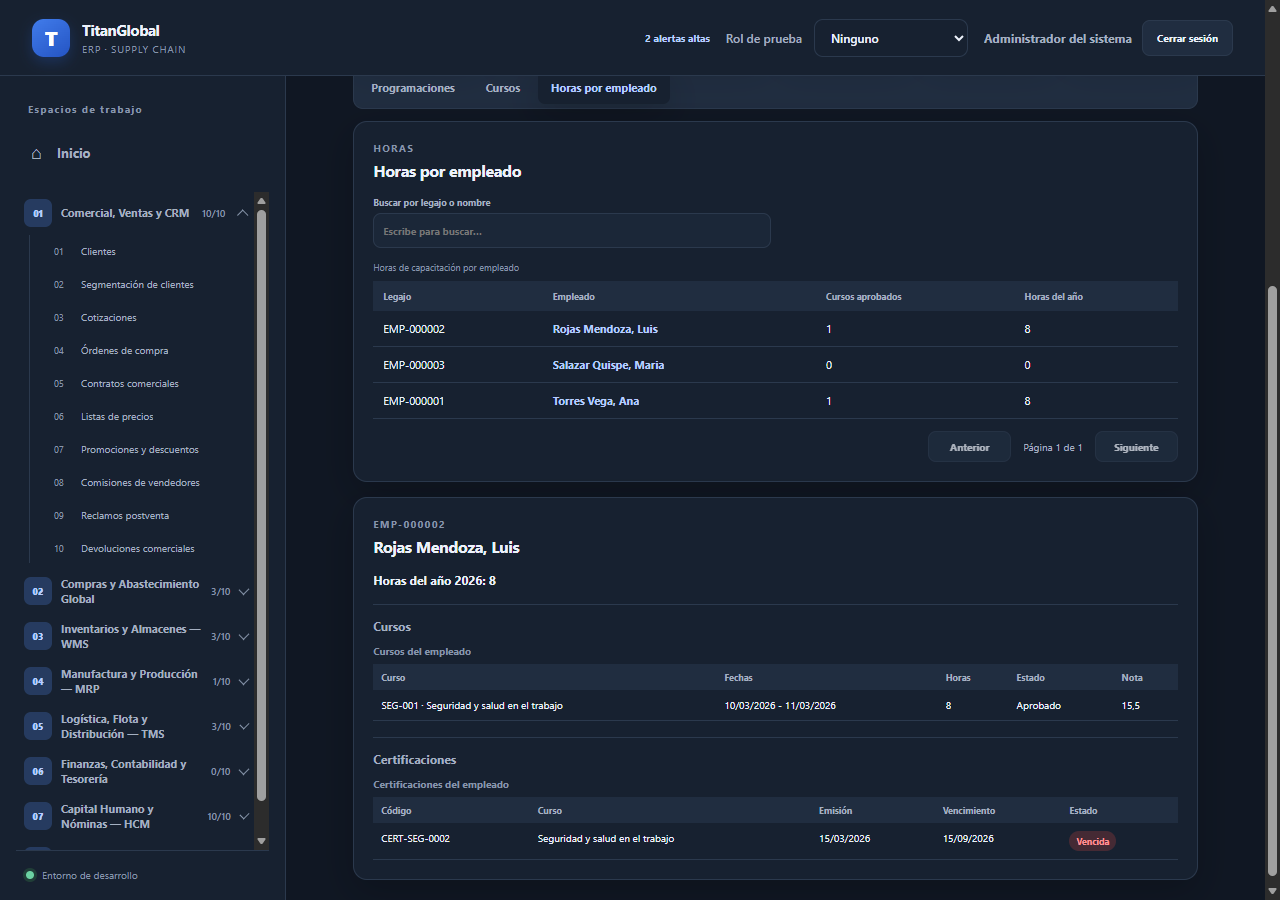 T
TitanGlobal
ERP · SUPPLY CHAIN
2 alertas altas
Rol de prueba
Ninguno
Administrador del sistema
Cerrar sesión
Espacios de trabajo
Inicio
01 Comercial, Ventas y CRM 10/10
01 Clientes
02 Segmentación de clientes
03 Cotizaciones
04 Órdenes de compra
05 Contratos comerciales
06 Listas de precios
07 Promociones y descuentos
08 Comisiones de vendedores
09 Reclamos postventa
10 Devoluciones comerciales
02 Compras y Abastecimiento Global 3/10
03 Inventarios y Almacenes — WMS 3/10
04 Manufactura y Producción — MRP 1/10
05 Logística, Flota y Distribución — TMS 3/10
06 Finanzas, Contabilidad y Tesorería 0/10
07 Capital Humano y Nóminas — HCM 10/10
Entorno de desarrollo
Programaciones Cursos Horas por empleado
HORAS
Horas por empleado
Buscar por legajo o nombre
Escribe para buscar...
Horas de capacitación por empleado
Legajo Empleado Cursos aprobados Horas del año
EMP-000002 Rojas Mendoza, Luis 1 8
EMP-000003 Salazar Quispe, Maria 0 0
EMP-000001 Torres Vega, Ana 1 8
Anterior Página 1 de 1 Siguiente
EMP-000002
Rojas Mendoza, Luis
Horas del año 2026: 8
Cursos
Cursos del empleado
Curso Fechas Horas Estado Nota
SEG-001 · Seguridad y salud en el trabajo 10/03/2026 - 11/03/2026 8 Aprobado 15,5
Certificaciones
Certificaciones del empleado
Código Curso Emisión Vencimiento Estado
CERT-SEG-0002 Seguridad y salud en el trabajo 15/03/2026 15/09/2026 Vencida